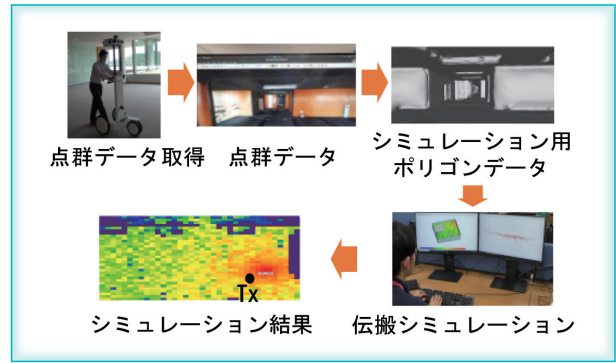 点群データ取得
点群データ
シミュレーション用
ポリゴンデータ
Tx
シミュレーション結果
伝搬シミュレーション